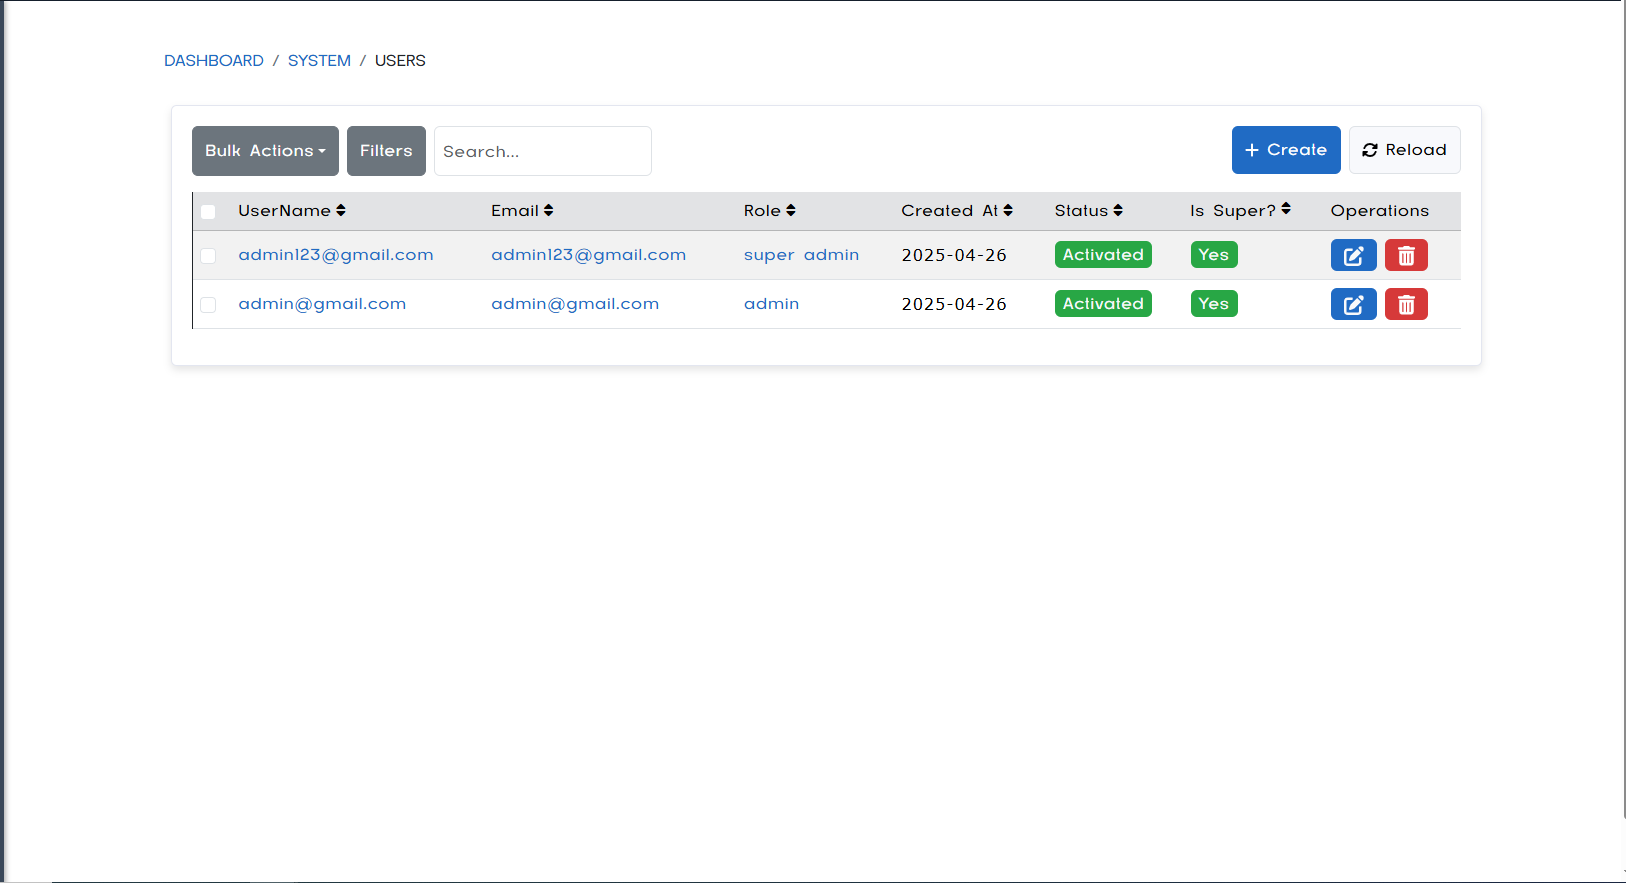 DASHBOARD / SYSTEM / USERS
Bulk Actions Filters Search... + Create Reload
UserName Email Role Created At Status Is Super? Operations
admin123@gmail.com admin123@gmail.com super admin 2025-04-26 Activated Yes
admin@gmail.com admin@gmail.com admin 2025-04-26 Activated Yes